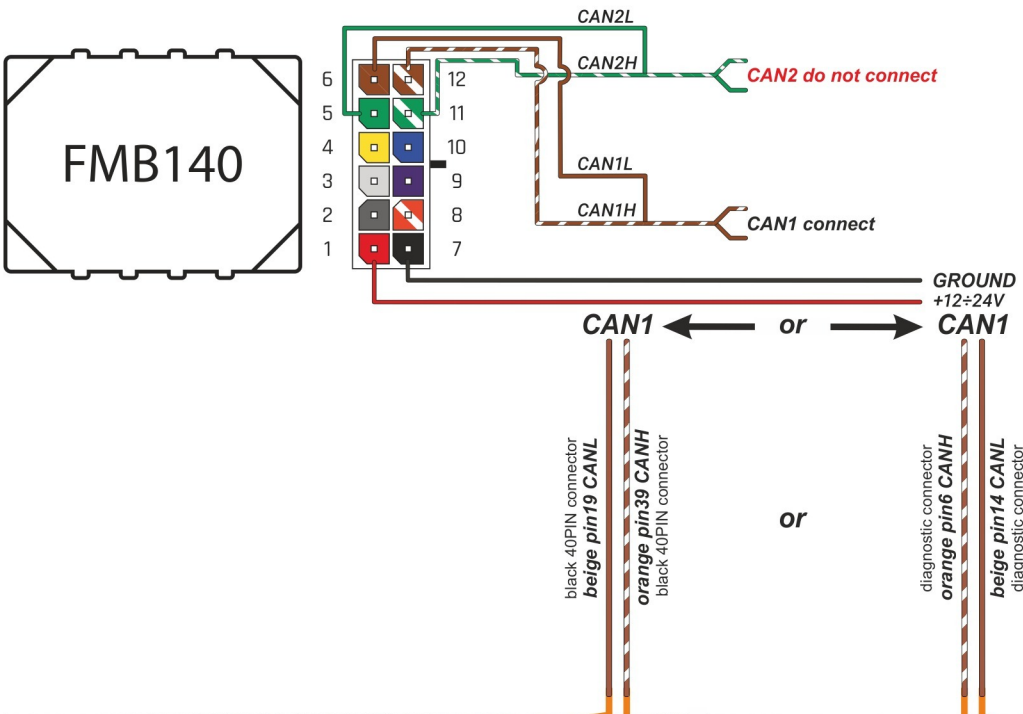 CAN2L
CAN2H
CAN2 do not connect
FMB140
6 12
5 11
4 10
3 9
2 8
1 7
CAN1L
CAN1H
CAN1 connect
GROUND
+12÷24V
CAN1 or CAN1
black 40PIN connector
beige pin19 CANL
orange pin39 CANH
black 40PIN connector
or
diagnostic connector
orange pin6 CANH
beige pin14 CANL
diagnostic connector